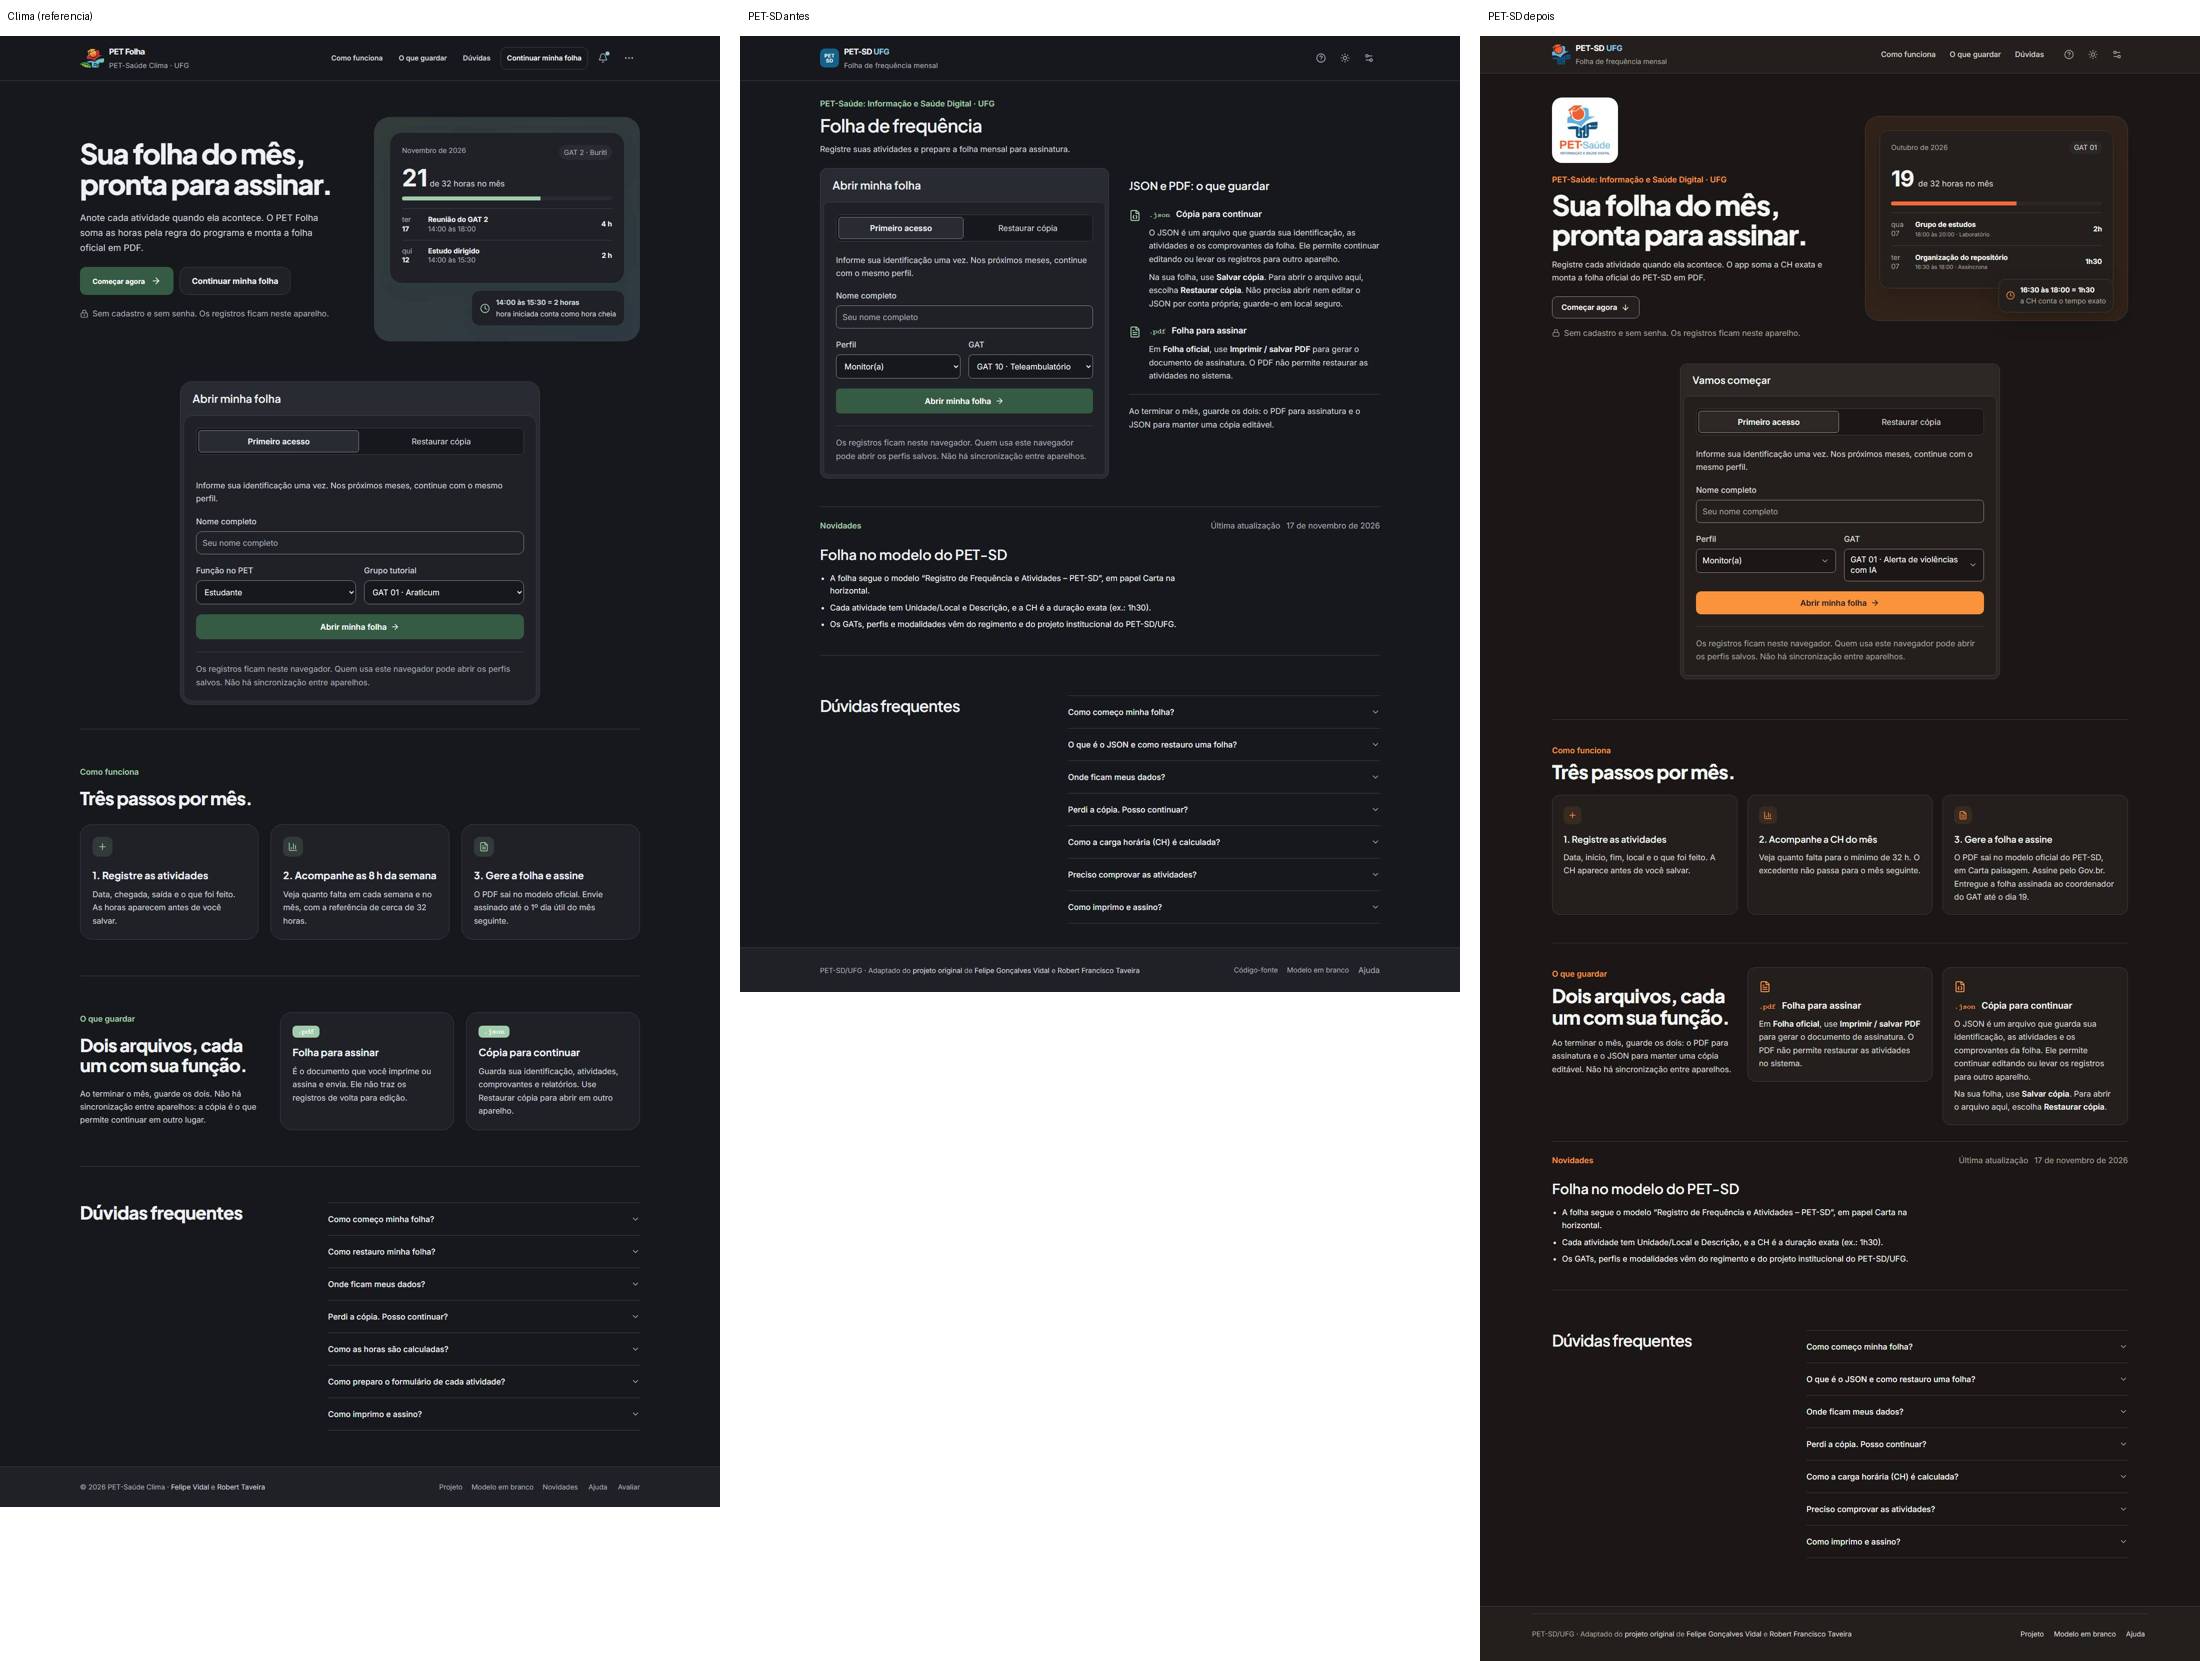 Clima (referencia)
PET Folha
PET-Saúde Clima · UFG
Como funciona
O que guardar
Dúvidas
Continuar minha folha
Sua folha do mês,
pronta para assinar.
Anote cada atividade quando ela acontece. O PET Folha
soma as horas pela regra do programa e monta a folha
oficial em PDF.
Começar agora
Continuar minha folha
Sem cadastro e sem senha. Os registros ficam neste aparelho.
Novembro de 2026
GAT 2 · Buriti
21 de 32 horas no mês
ter
17
Reunião do GAT 2
14:00 às 18:00
4 h
qui
12
Estudo dirigido
14:00 às 15:30
2 h
14:00 às 15:30 = 2 horas
hora iniciada conta como hora cheia
Abrir minha folha
Primeiro acesso
Restaurar cópia
Informe sua identificação uma vez. Nos próximos meses, continue com o mesmo
perfil.
Nome completo
Seu nome completo
Função no PET
Grupo tutorial
Estudante
GAT 01 · Araticum
Abrir minha folha
Os registros ficam neste navegador. Quem usa este navegador pode abrir os perfis
salvos. Não há sincronização entre aparelhos.
Como funciona
Três passos por mês.
1. Registre as atividades
Data, chegada, saída e o que foi feito.
As horas aparecem antes de você
salvar.
2. Acompanhe as 8 h da semana
Veja quanto falta em cada semana e no
mês, com a referência de cerca de 32
horas.
3. Gere a folha e assine
O PDF sai no modelo oficial. Envie
assinado até o 1º dia útil do mês
seguinte.
O que guardar
Dois arquivos, cada
um com sua função.
Ao terminar o mês, guarde os dois. Não há
sincronização entre aparelhos: a cópia é o que
permite continuar em outro lugar.
.pdf
Folha para assinar
É o documento que você imprime ou
assina e envia. Ele não traz os
registros de volta para edição.
.json
Cópia para continuar
Guarda sua identificação, atividades,
comprovantes e relatórios. Use
Restaurar cópia para abrir em outro
aparelho.
Dúvidas frequentes
Como começo minha folha?
Como restauro minha folha?
Onde ficam meus dados?
Perdi a cópia. Posso continuar?
Como as horas são calculadas?
Como preparo o formulário de cada atividade?
Como imprimo e assino?
© 2026 PET-Saúde Clima · Felipe Vidal e Robert Taveira
Projeto
Modelo em branco
Novidades
Ajuda
Avaliar
PET-SD antes
PET
SD
PET-SD UFG
Folha de frequência mensal
PET-Saúde: Informação e Saúde Digital · UFG
Folha de frequência
Registre suas atividades e prepare a folha mensal para assinatura.
Abrir minha folha
Primeiro acesso
Restaurar cópia
Informe sua identificação uma vez. Nos próximos meses, continue
com o mesmo perfil.
Nome completo
Seu nome completo
Perfil
GAT
Monitor(a)
GAT 10 · Teleambulatório
Abrir minha folha
Os registros ficam neste navegador. Quem usa este navegador
pode abrir os perfis salvos. Não há sincronização entre aparelhos.
JSON e PDF: o que guardar
.json Cópia para continuar
O JSON é um arquivo que guarda sua identificação, as
atividades e os comprovantes da folha. Ele permite continuar
editando ou levar os registros para outro aparelho.
Na sua folha, use Salvar cópia. Para abrir o arquivo aqui,
escolha Restaurar cópia. Não precisa abrir nem editar o
JSON por conta própria; guarde-o em local seguro.
.pdf Folha para assinar
Em Folha oficial, use Imprimir / salvar PDF para gerar o
documento de assinatura. O PDF não permite restaurar as
atividades no sistema.
Ao terminar o mês, guarde os dois: o PDF para assinatura e o
JSON para manter uma cópia editável.
Novidades
Última atualização 17 de novembro de 2026
Folha no modelo do PET-SD
• A folha segue o modelo “Registro de Frequência e Atividades – PET-SD”, em papel Carta na
horizontal.
• Cada atividade tem Unidade/Local e Descrição, e a CH é a duração exata (ex.: 1h30).
• Os GATs, perfis e modalidades vêm do regimento e do projeto institucional do PET-SD/UFG.
Dúvidas frequentes
Como começo minha folha?
O que é o JSON e como restauro uma folha?
Onde ficam meus dados?
Perdi a cópia. Posso continuar?
Como a carga horária (CH) é calculada?
Preciso comprovar as atividades?
Como imprimo e assino?
PET-SD/UFG · Adaptado do projeto original de Felipe Gonçalves Vidal e Robert Francisco Taveira
Código-fonte
Modelo em branco
Ajuda
PET-SD depois
PET-SD UFG
Folha de frequência mensal
Como funciona
O que guardar
Dúvidas
PET-Saúde
INFORMAÇÃO E SAÚDE DIGITAL
PET-Saúde: Informação e Saúde Digital · UFG
Sua folha do mês,
pronta para assinar.
Registre cada atividade quando ela acontece. O app soma a CH exata e
monta a folha oficial do PET-SD em PDF.
Começar agora
Sem cadastro e sem senha. Os registros ficam neste aparelho.
Outubro de 2026
GAT 01
19 de 32 horas no mês
qua
07
Grupo de estudos
18:00 às 20:00 · Laboratório
2h
ter
07
Organização do repositório
16:30 às 18:00 · Assíncrona
1h30
16:30 às 18:00 = 1h30
a CH conta o tempo exato
Vamos começar
Primeiro acesso
Restaurar cópia
Informe sua identificação uma vez. Nos próximos meses, continue com o
mesmo perfil.
Nome completo
Seu nome completo
Perfil
GAT
Monitor(a)
GAT 01 · Alerta de violências
com IA
Abrir minha folha
Os registros ficam neste navegador. Quem usa este navegador pode abrir
os perfis salvos. Não há sincronização entre aparelhos.
Como funciona
Três passos por mês.
1. Registre as atividades
Data, início, fim, local e o que foi feito. A
CH aparece antes de você salvar.
2. Acompanhe a CH do mês
Veja quanto falta para o mínimo de 32 h. O
excedente não passa para o mês seguinte.
3. Gere a folha e assine
O PDF sai no modelo oficial do PET-SD,
em Carta paisagem. Assine pelo Gov.br.
Entregue a folha assinada ao coordenador
do GAT até o dia 19.
O que guardar
Dois arquivos, cada
um com sua função.
Ao terminar o mês, guarde os dois: o PDF para
assinatura e o JSON para manter uma cópia
editável. Não há sincronização entre aparelhos.
.pdf Folha para assinar
Em Folha oficial, use Imprimir / salvar PDF
para gerar o documento de assinatura. O
PDF não permite restaurar as atividades
no sistema.
.json Cópia para continuar
O JSON é um arquivo que guarda sua
identificação, as atividades e os
comprovantes da folha. Ele permite
continuar editando ou levar os registros
para outro aparelho.
Na sua folha, use Salvar cópia. Para abrir
o arquivo aqui, escolha Restaurar cópia.
Novidades
Última atualização 17 de novembro de 2026
Folha no modelo do PET-SD
• A folha segue o modelo “Registro de Frequência e Atividades – PET-SD”, em papel Carta na
horizontal.
• Cada atividade tem Unidade/Local e Descrição, e a CH é a duração exata (ex.: 1h30).
• Os GATs, perfis e modalidades vêm do regimento e do projeto institucional do PET-SD/UFG.
Dúvidas frequentes
Como começo minha folha?
O que é o JSON e como restauro uma folha?
Onde ficam meus dados?
Perdi a cópia. Posso continuar?
Como a carga horária (CH) é calculada?
Preciso comprovar as atividades?
Como imprimo e assino?
PET-SD/UFG · Adaptado do projeto original de Felipe Gonçalves Vidal e Robert Francisco Taveira
Projeto
Modelo em branco
Ajuda